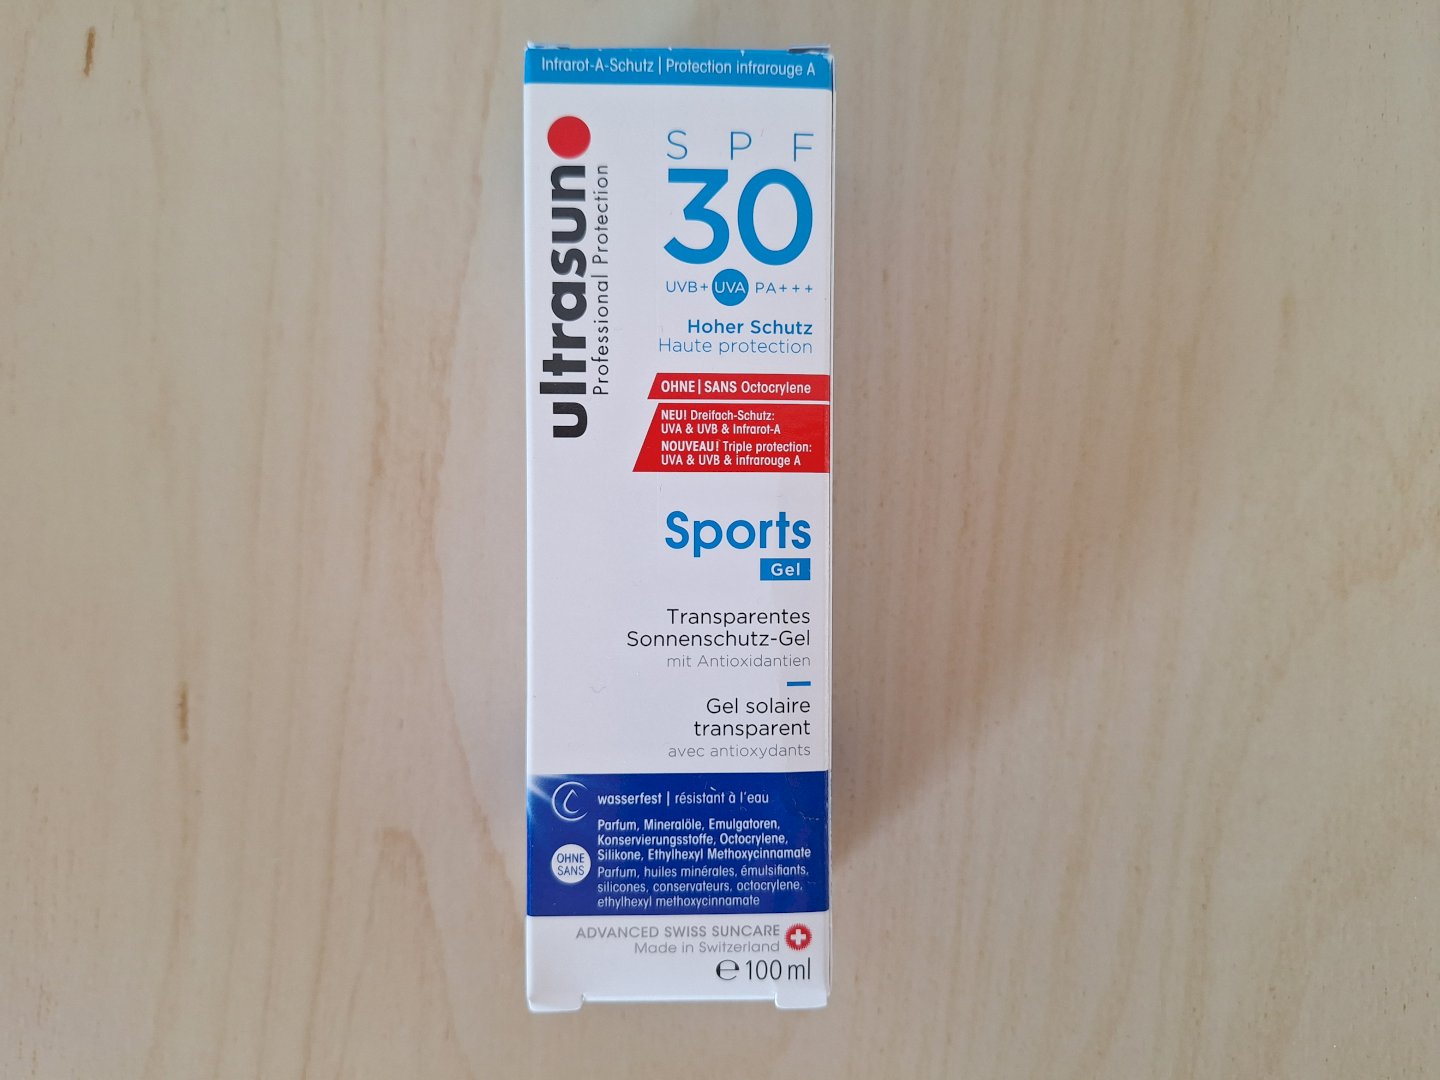 Infrarot-A-Schutz | Protection infrarouge A
ultrasun
Professional Protection
SPF
30
UVB+ UVA PA+++
Hoher Schutz
Haute protection
OHNE | SANS Octocrylene
NEU! Dreifach-Schutz:
UVA & UVB & Infrarot-A
NOUVEAU! Triple protection:
UVA & UVB & infrarouge A
Sports
Gel
Transparentes
Sonnenschutz-Gel
mit Antioxidantien
Gel solaire
transparent
avec antioxydants
wasserfest | résistant à l'eau
OHNE
SANS
Parfum, Mineralöle, Emulgatoren,
Konservierungsstoffe, Octocrylene,
Silikone, Ethylhexyl Methoxycinnamate
Parfum, huiles minérales, émulsifiants,
silicones, conservateurs, octocrylene,
ethylhexyl methoxycinnamate
ADVANCED SWISS SUNCARE
Made in Switzerland
℮ 100 ml